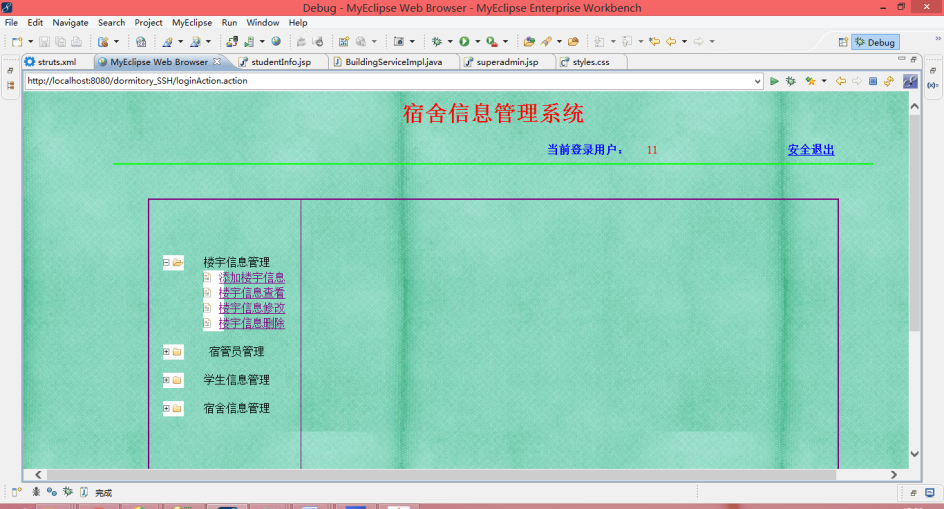 Debug - MyEclipse Web Browser - MyEclipse Enterprise Workbench
File Edit Navigate Search Project MyEclipse Run Window Help
Debug
struts.xml MyEclipse Web Browser studentInfo.jsp BuildingServiceImpl.java superadmin.jsp styles.css
http://localhost:8080/dormitory_SSH/loginAction.action
宿舍信息管理系统
当前登录用户： 11 安全退出
楼宇信息管理
添加楼宇信息
楼宇信息查看
楼宇信息修改
楼宇信息删除
宿管员管理
学生信息管理
宿舍信息管理
完成